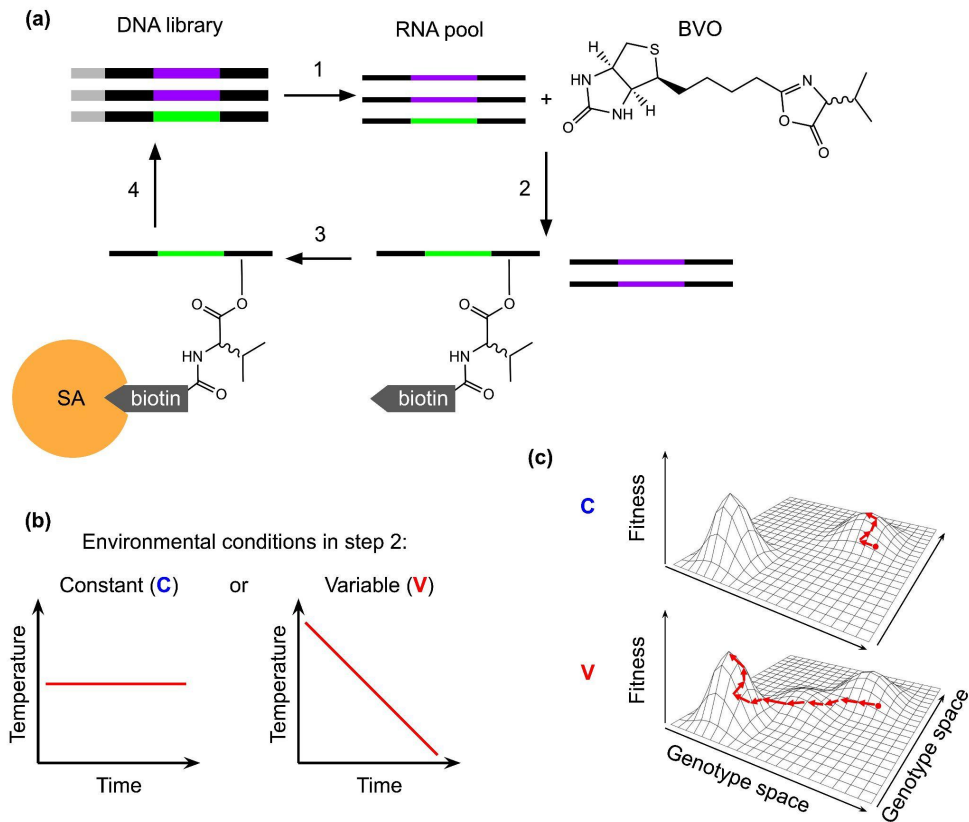 (a)
DNA library
RNA pool
BVO
1
+
H
S
HN
N
O
NH
H
O
O
4
2
3
O
O
HN
O
SA
biotin
O
O
HN
O
biotin
(b)
Environmental conditions in step 2:
Constant (C)
or
Variable (V)
Temperature
Time
Temperature
Time
(c)
C
Fitness
V
Fitness
Genotype space
Genotype space